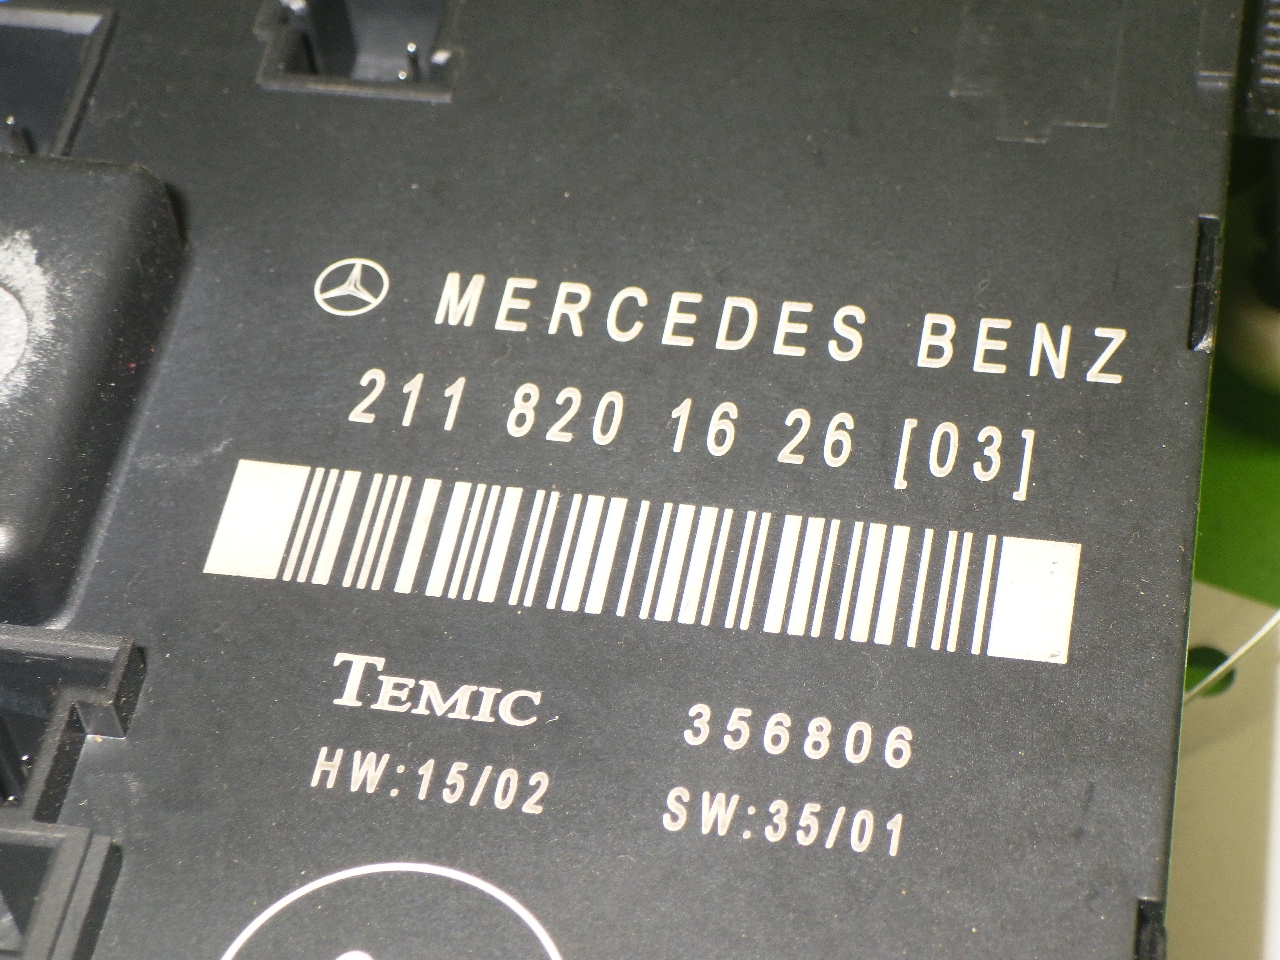 MERCEDES BENZ
211 820 16 26 [03]
TEMIC 356806
HW:15/02 SW:35/01